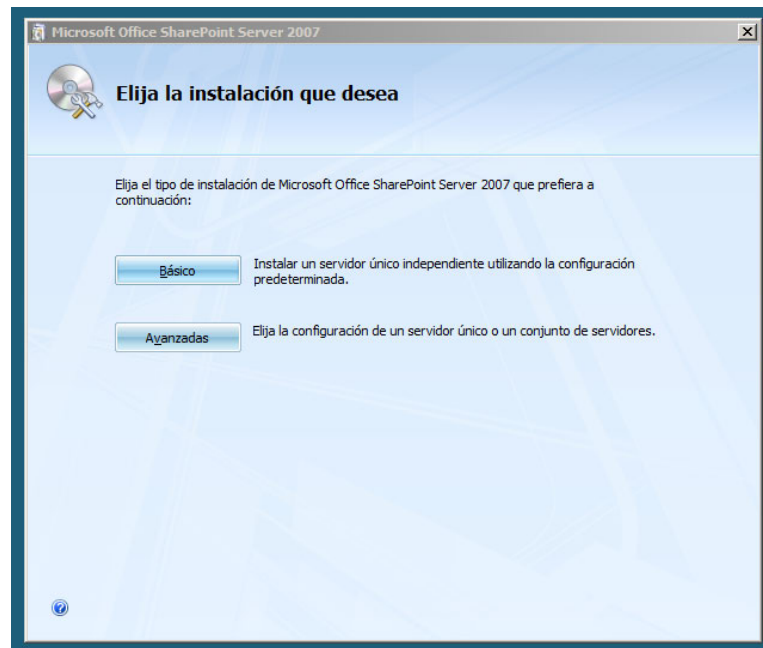 Microsoft Office SharePoint Server 2007
Elija la instalación que desea
Elija el tipo de instalación de Microsoft Office SharePoint Server 2007 que prefiera a
continuación:
Básico
Instalar un servidor único independiente utilizando la configuración
predeterminada.
Avanzadas
Elija la configuración de un servidor único o un conjunto de servidores.